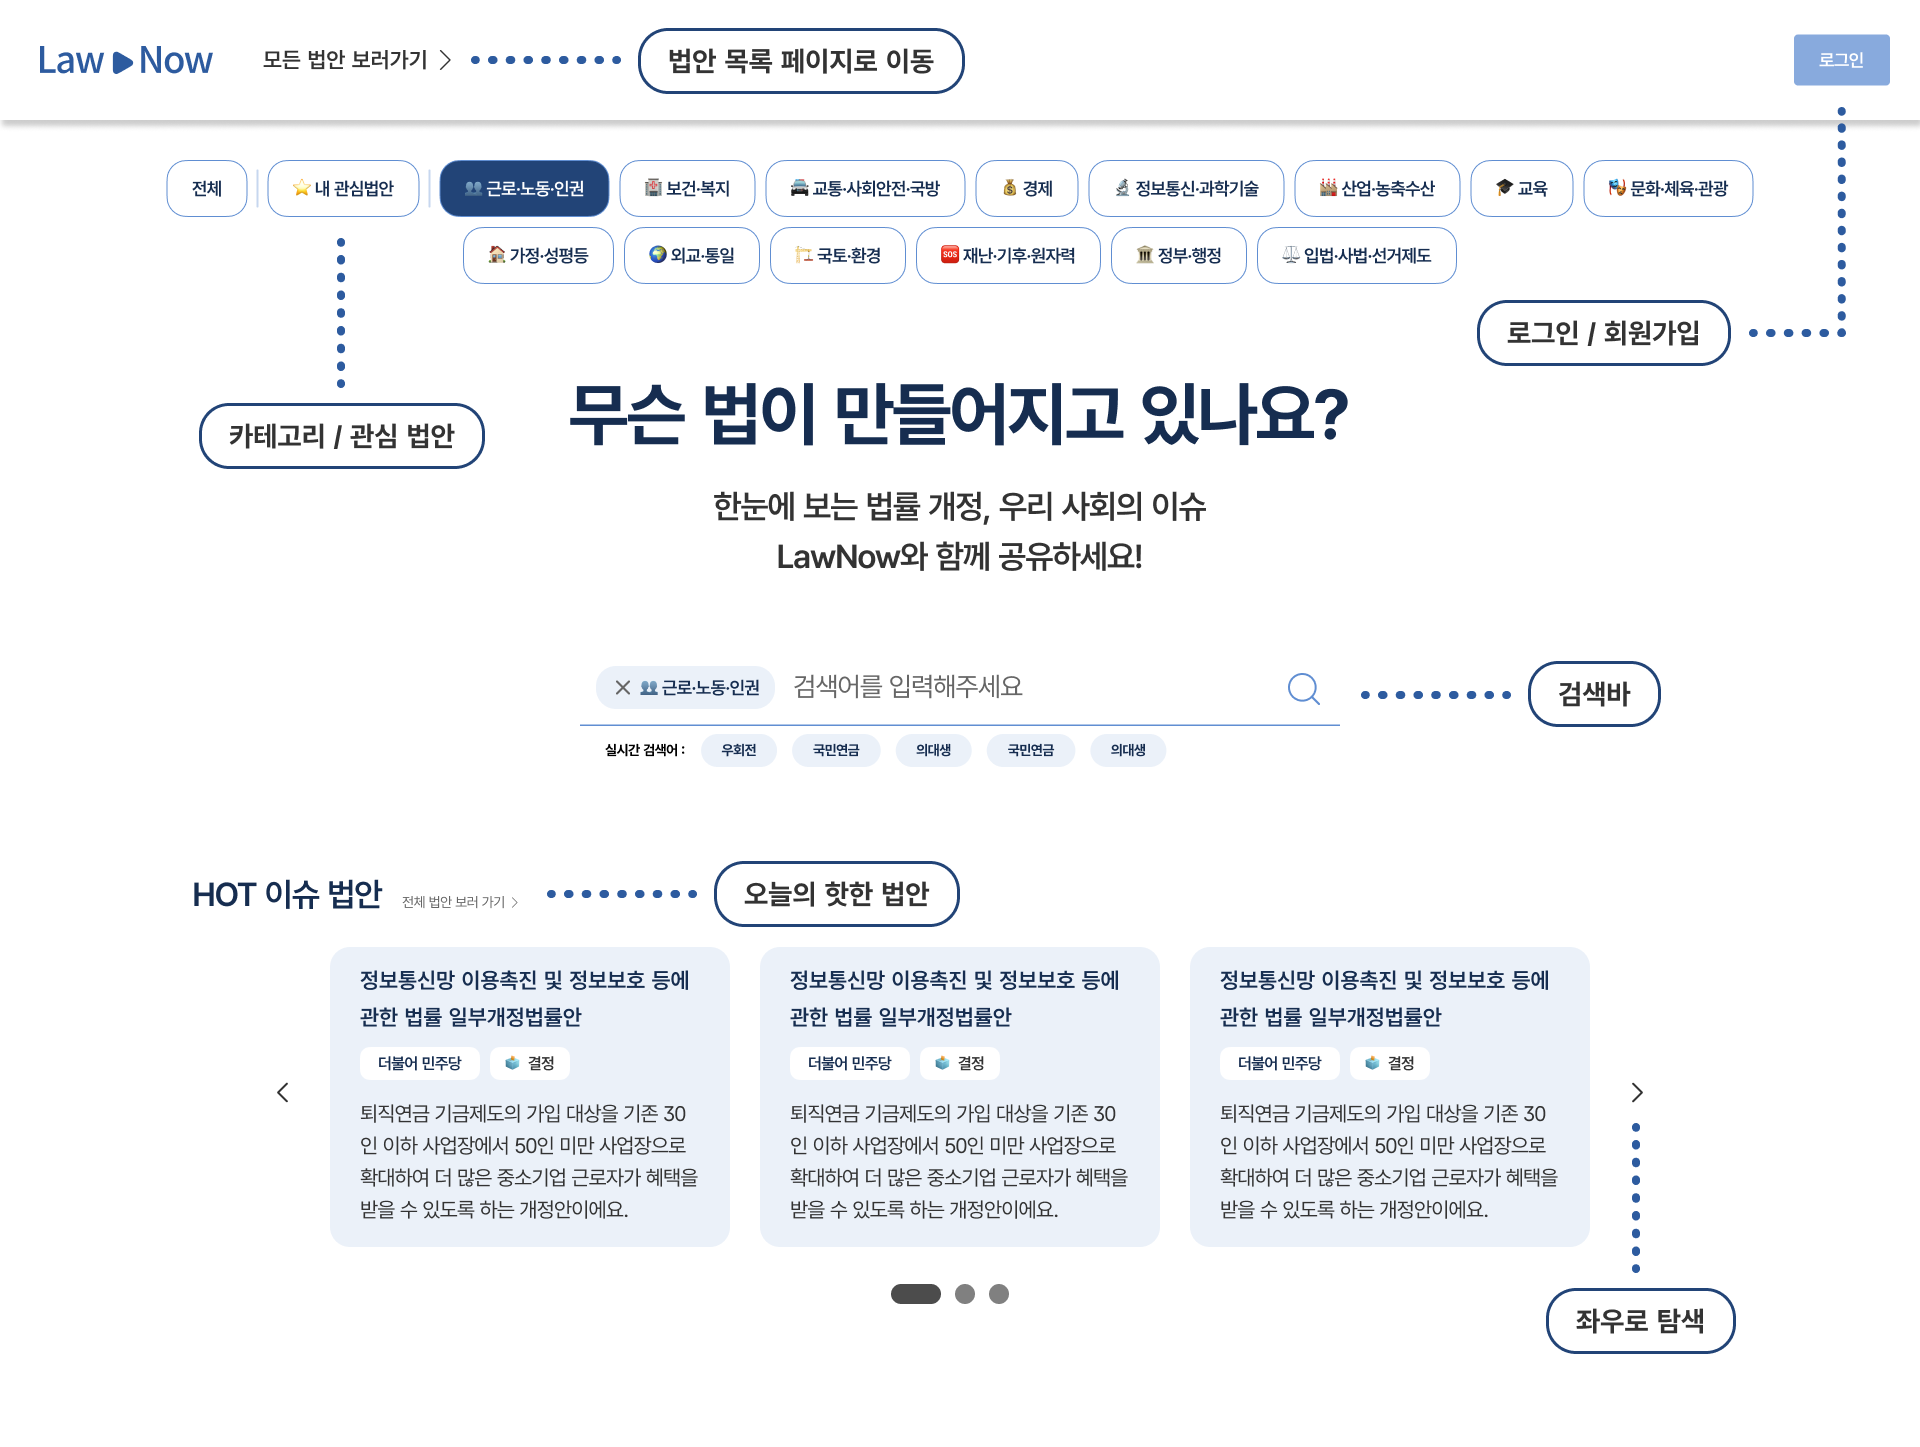 Law Now
모든 법안 보러가기
법안 목록 페이지로 이동
로그인
전체
내 관심법안
근로·노동·인권
보건·복지
교통·사회안전·국방
경제
정보통신·과학기술
산업·농축수산
교육
문화·체육·관광
가정·성평등
외교·통일
국토·환경
SOS 재난·기후·원자력
정부·행정
입법·사법·선거제도
로그인 / 회원가입
카테고리 / 관심 법안
무슨 법이 만들어지고 있나요?
한눈에 보는 법률 개정, 우리 사회의 이슈
LawNow와 함께 공유하세요!
근로·노동·인권
검색어를 입력해주세요
검색바
실시간 검색어 :
우회전
국민연금
의대생
국민연금
의대생
HOT 이슈 법안
전체 법안 보러 가기
오늘의 핫한 법안
정보통신망 이용촉진 및 정보보호 등에
관한 법률 일부개정법률안
더불어 민주당
결정
퇴직연금 기금제도의 가입 대상을 기존 30
인 이하 사업장에서 50인 미만 사업장으로
확대하여 더 많은 중소기업 근로자가 혜택을
받을 수 있도록 하는 개정안이에요.
정보통신망 이용촉진 및 정보보호 등에
관한 법률 일부개정법률안
더불어 민주당
결정
퇴직연금 기금제도의 가입 대상을 기존 30
인 이하 사업장에서 50인 미만 사업장으로
확대하여 더 많은 중소기업 근로자가 혜택을
받을 수 있도록 하는 개정안이에요.
정보통신망 이용촉진 및 정보보호 등에
관한 법률 일부개정법률안
더불어 민주당
결정
퇴직연금 기금제도의 가입 대상을 기존 30
인 이하 사업장에서 50인 미만 사업장으로
확대하여 더 많은 중소기업 근로자가 혜택을
받을 수 있도록 하는 개정안이에요.
좌우로 탐색